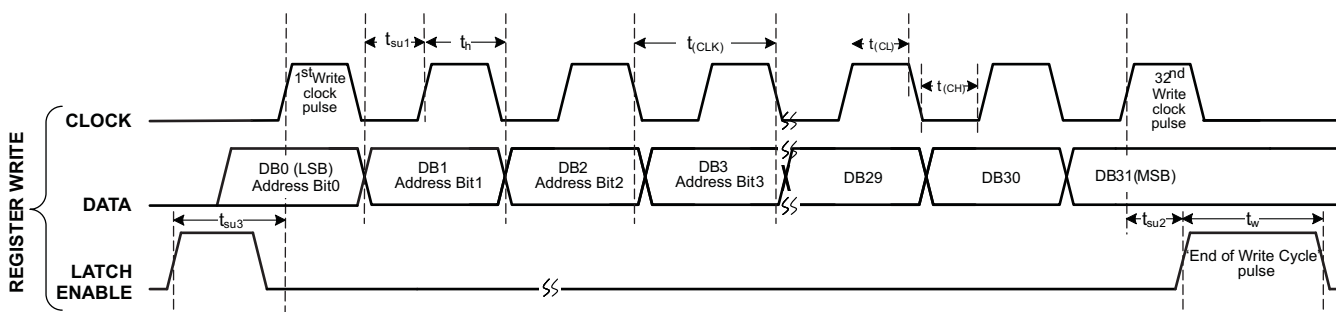 t_su1
t_h
t_(CLK)
t_(CL)
t_(CH)
1st Write
clock
pulse
32nd
Write
clock
pulse
CLOCK
DB0 (LSB)
Address Bit0
DB1
Address Bit1
DB2
Address Bit2
DB3
Address Bit3
DB29
DB30
DB31(MSB)
DATA
t_su3
t_su2
t_w
LATCH
ENABLE
"End of Write Cycle"
pulse
REGISTER WRITE